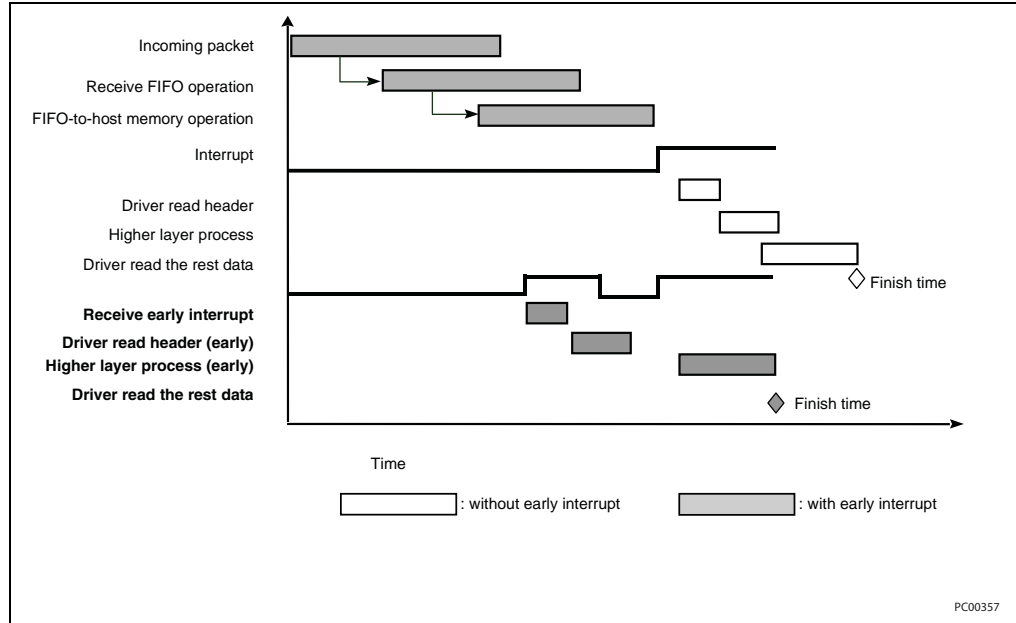 Incoming packet
Receive FIFO operation
FIFO-to-host memory operation
Interrupt
Driver read header
Higher layer process
Driver read the rest data
Finish time
Receive early interrupt
Driver read header (early)
Higher layer process (early)
Driver read the rest data
Finish time
Time
: without early interrupt
: with early interrupt
PC00357